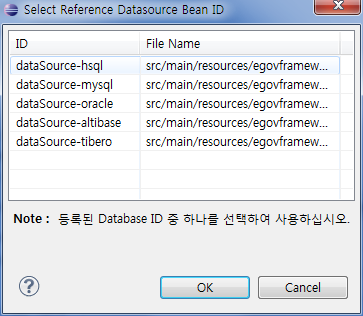 Select Reference Datasource Bean ID
ID File Name
dataSource-hsql src/main/resources/egovframew...
dataSource-mysql src/main/resources/egovframew...
dataSource-oracle src/main/resources/egovframew...
dataSource-altibase src/main/resources/egovframew...
dataSource-tibero src/main/resources/egovframew...
Note : 등록된 Database ID 중 하나를 선택하여 사용하십시오.
? OK Cancel